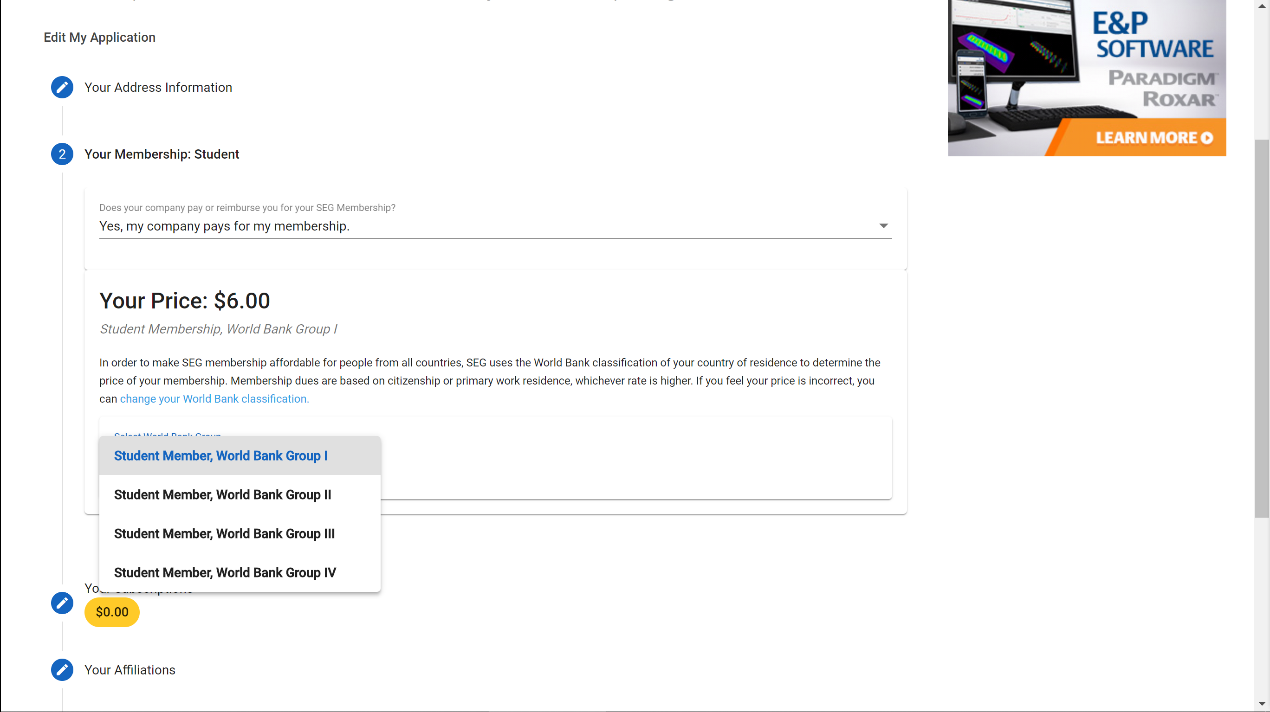 Edit My Application
Your Address Information
2
Your Membership: Student
Does your company pay or reimburse you for your SEG Membership?
Yes, my company pays for my membership.
Your Price: $6.00
Student Membership, World Bank Group I
In order to make SEG membership affordable for people from all countries, SEG uses the World Bank classification of your country of residence to determine the
price of your membership. Membership dues are based on citizenship or primary work residence, whichever rate is higher. If you feel your price is incorrect, you
can change your World Bank classification.
Select World Bank Group
Student Member, World Bank Group I
Student Member, World Bank Group II
Student Member, World Bank Group III
Student Member, World Bank Group IV
Your Subscriptions
$0.00
Your Affiliations
E&P
SOFTWARE
PARADIGM
ROXAR
LEARN MORE